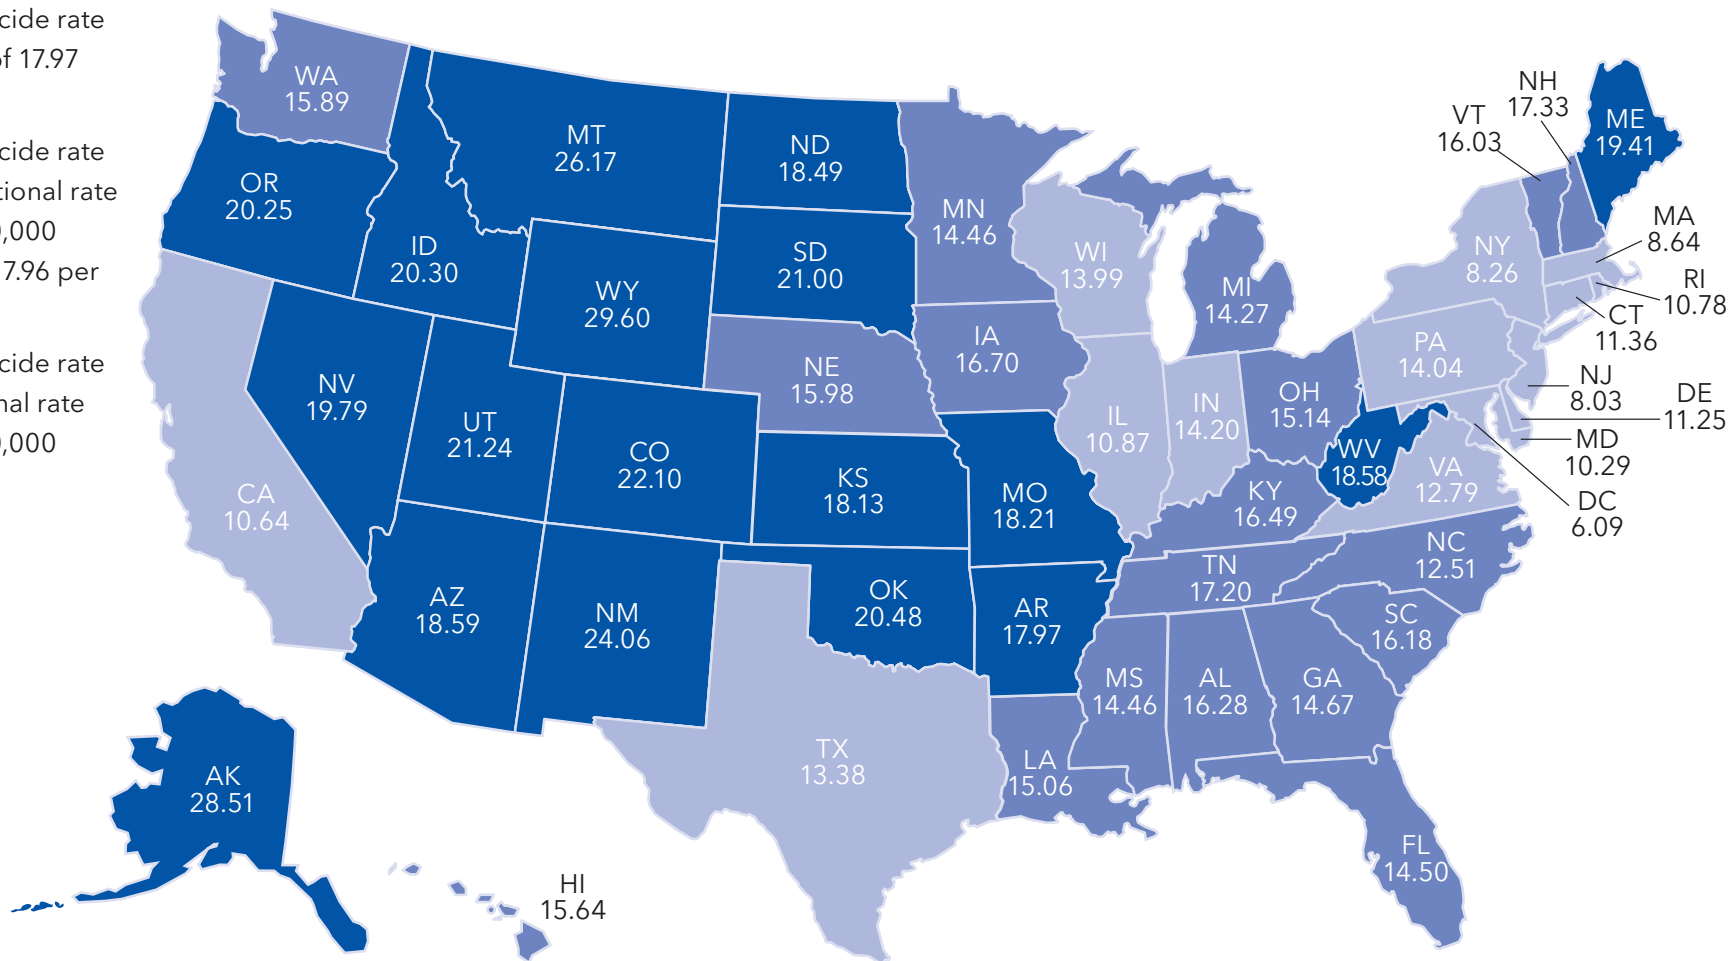 cide rate
of 17.97
cide rate
tional rate
0,000
17.96 per
cide rate
nal rate
0,000
WA
15.89
OR
20.25
ID
20.30
MT
26.17
ND
18.49
SD
21.00
WY
29.60
NV
19.79
UT
21.24
CO
22.10
CA
10.64
AZ
18.59
NM
24.06
NE
15.98
KS
18.13
OK
20.48
TX
13.38
MN
14.46
IA
16.70
MO
18.21
AR
17.97
LA
15.06
WI
13.99
IL
10.87
MI
14.27
IN
14.20
OH
15.14
KY
16.49
TN
17.20
MS
14.46
AL
16.28
GA
14.67
FL
14.50
SC
16.18
NC
12.51
VA
12.79
WV
18.58
PA
14.04
NY
8.26
VT
16.03
NH
17.33
ME
19.41
MA
8.64
RI
10.78
CT
11.36
NJ
8.03
DE
11.25
MD
10.29
DC
6.09
AK
28.51
HI
15.64